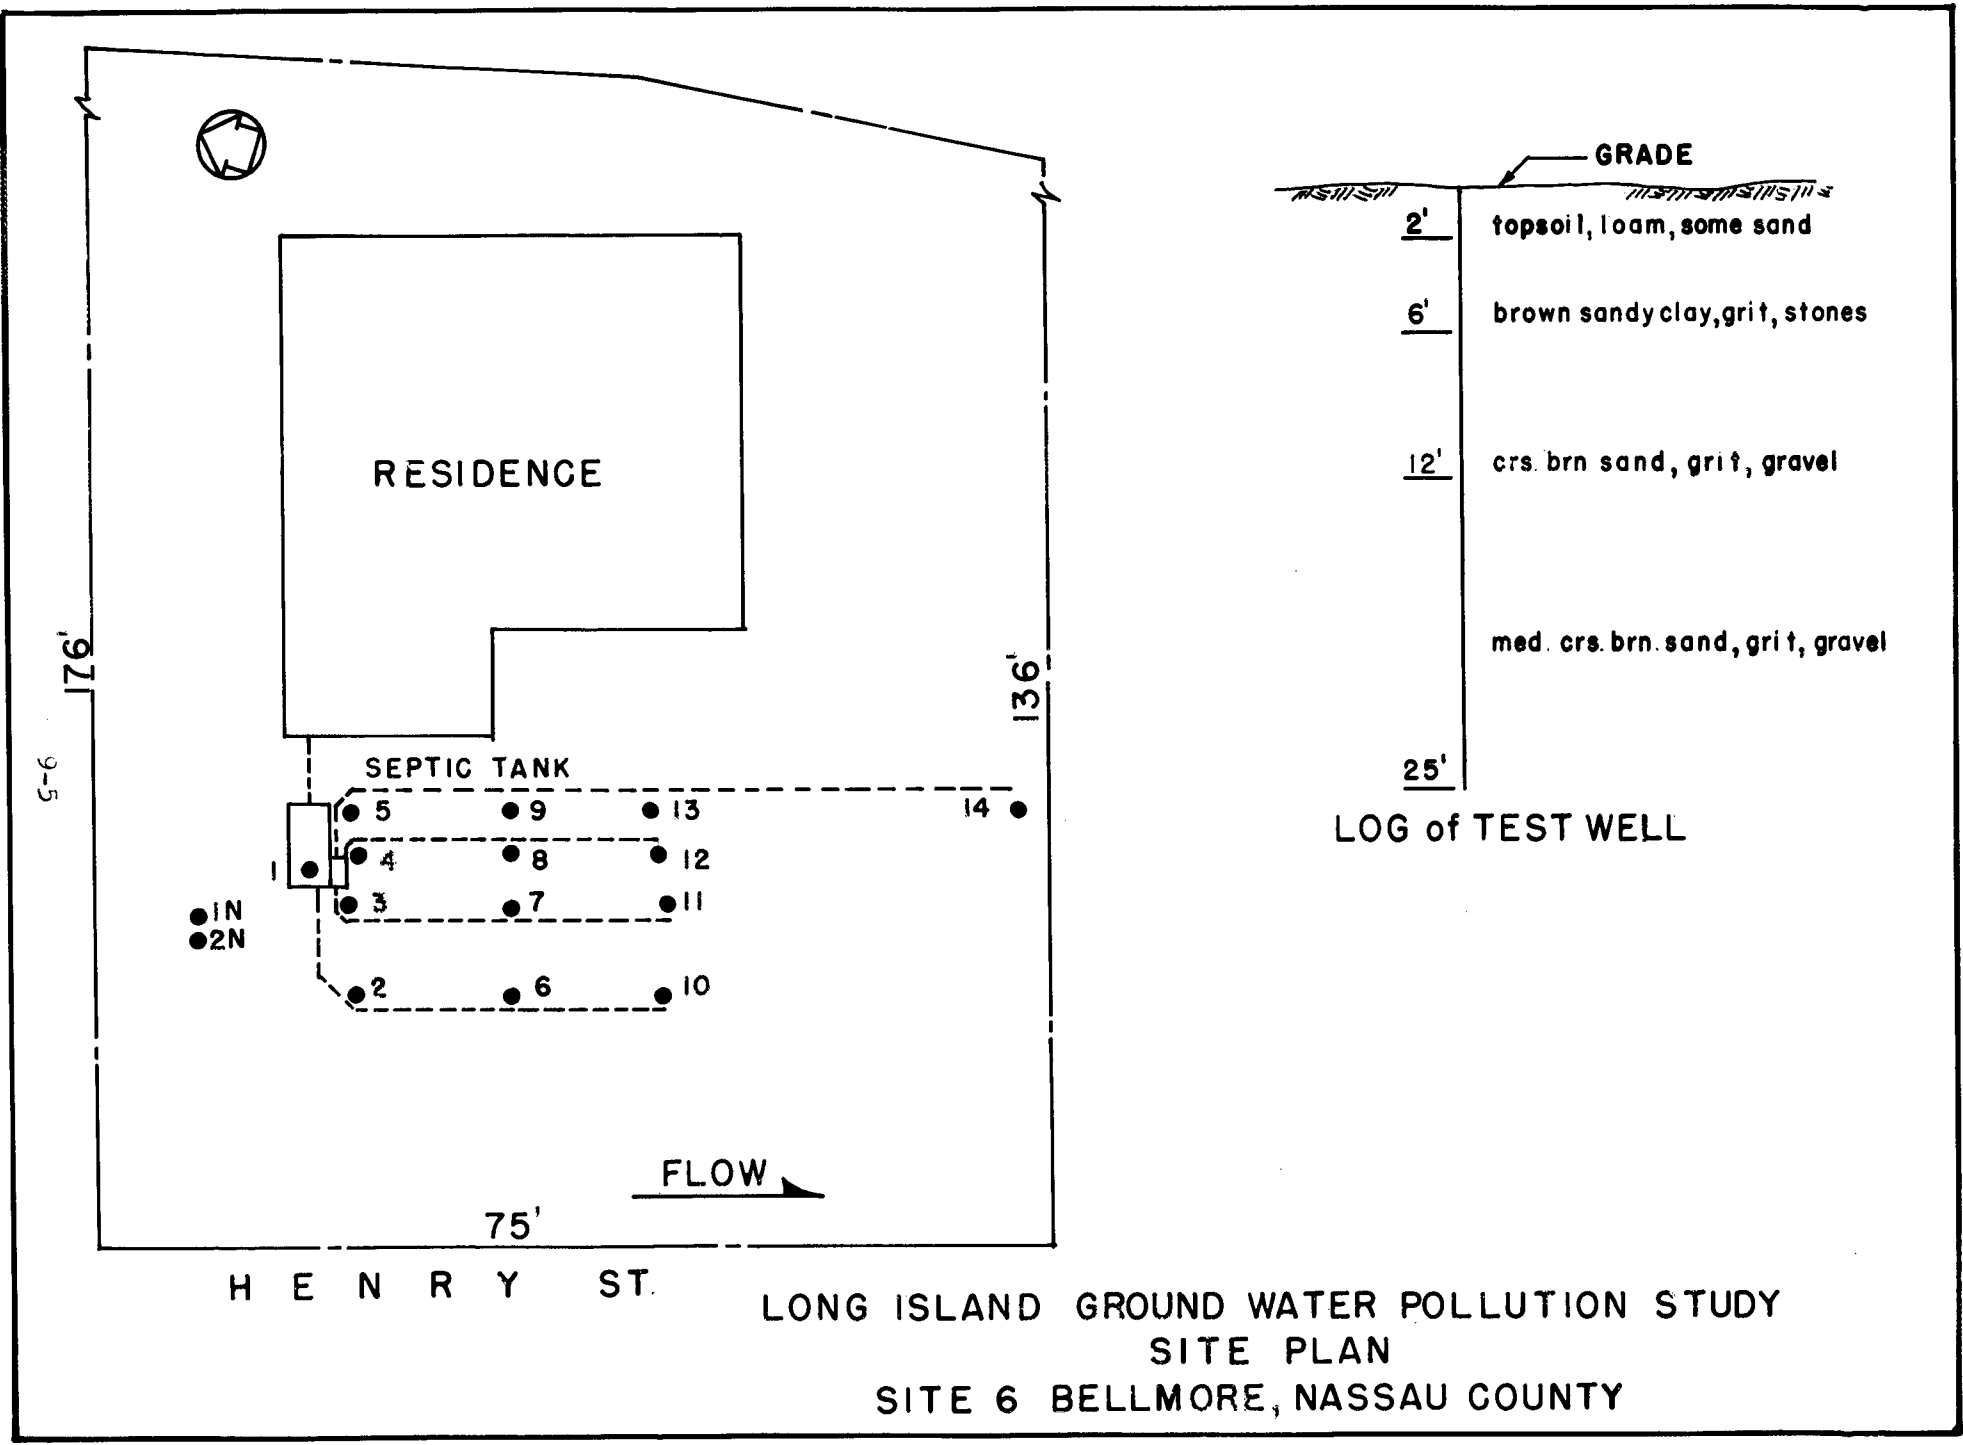 GRADE
2' topsoil, loam, some sand
6' brown sandy clay, grit, stones
12' crs. brn sand, grit, gravel
med. crs. brn. sand, grit, gravel
25'
LOG of TEST WELL
RESIDENCE
176'
136'
9-5
SEPTIC TANK
5 9 13 14
4 8 12
1
3 7 11
1N
2N
2 6 10
FLOW
75'
HENRY ST.
LONG ISLAND GROUND WATER POLLUTION STUDY
SITE PLAN
SITE 6 BELLMORE, NASSAU COUNTY